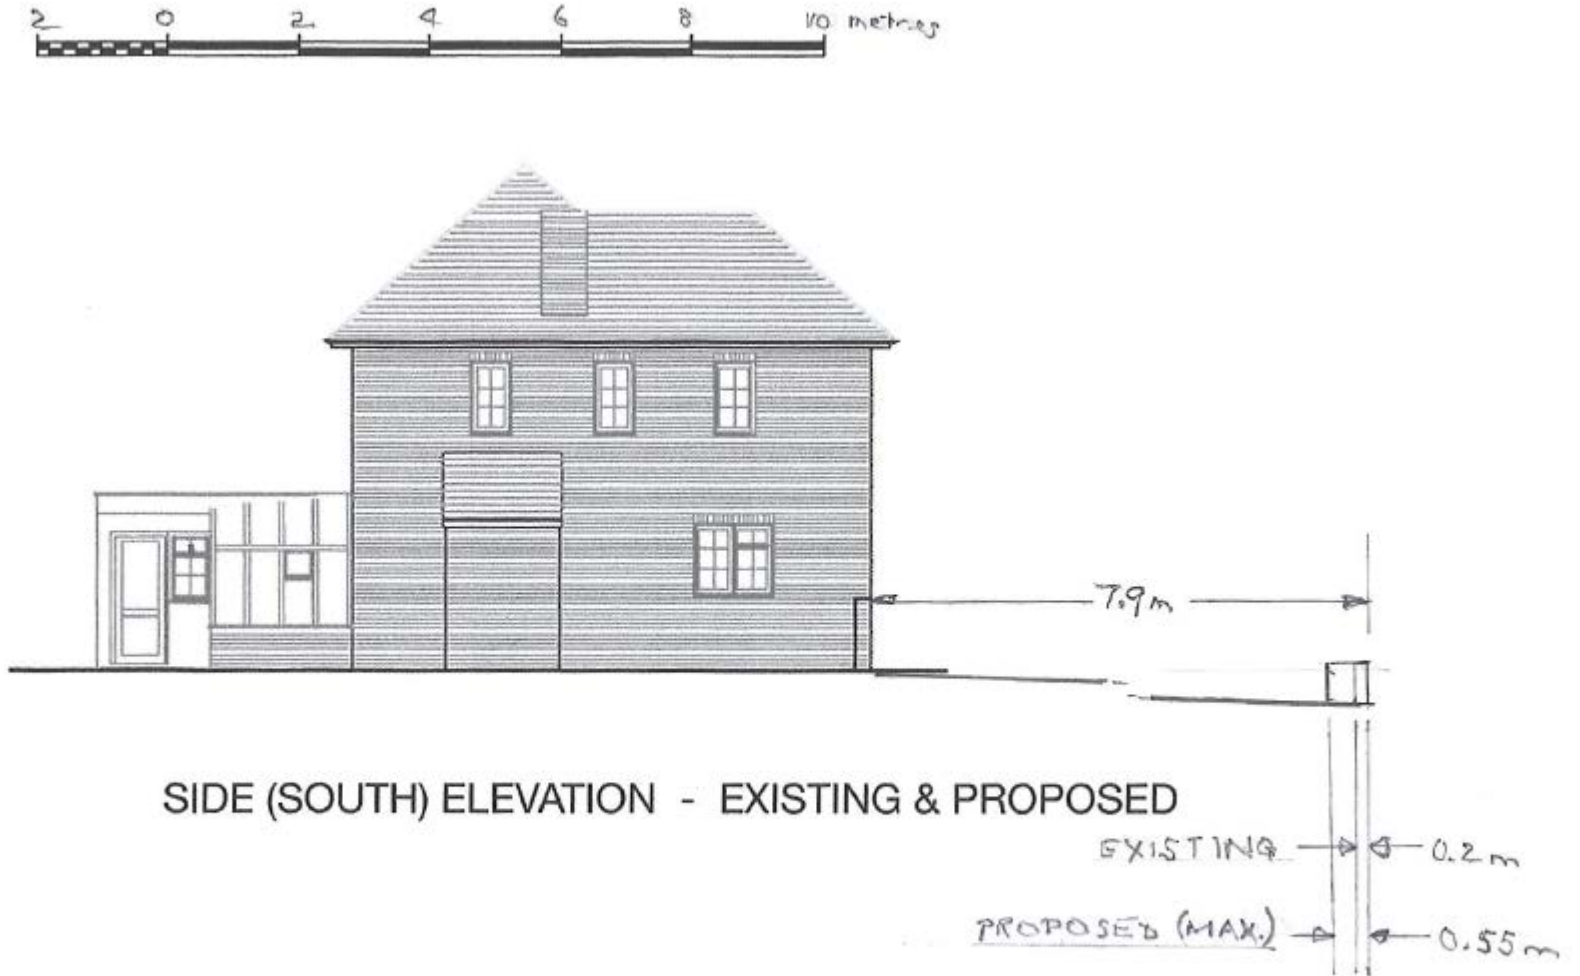 2 0 2 4 6 8 10 metres
7.9m
SIDE (SOUTH) ELEVATION - EXISTING & PROPOSED
EXISTING 0.2m
PROPOSED (MAX.) 0.55m